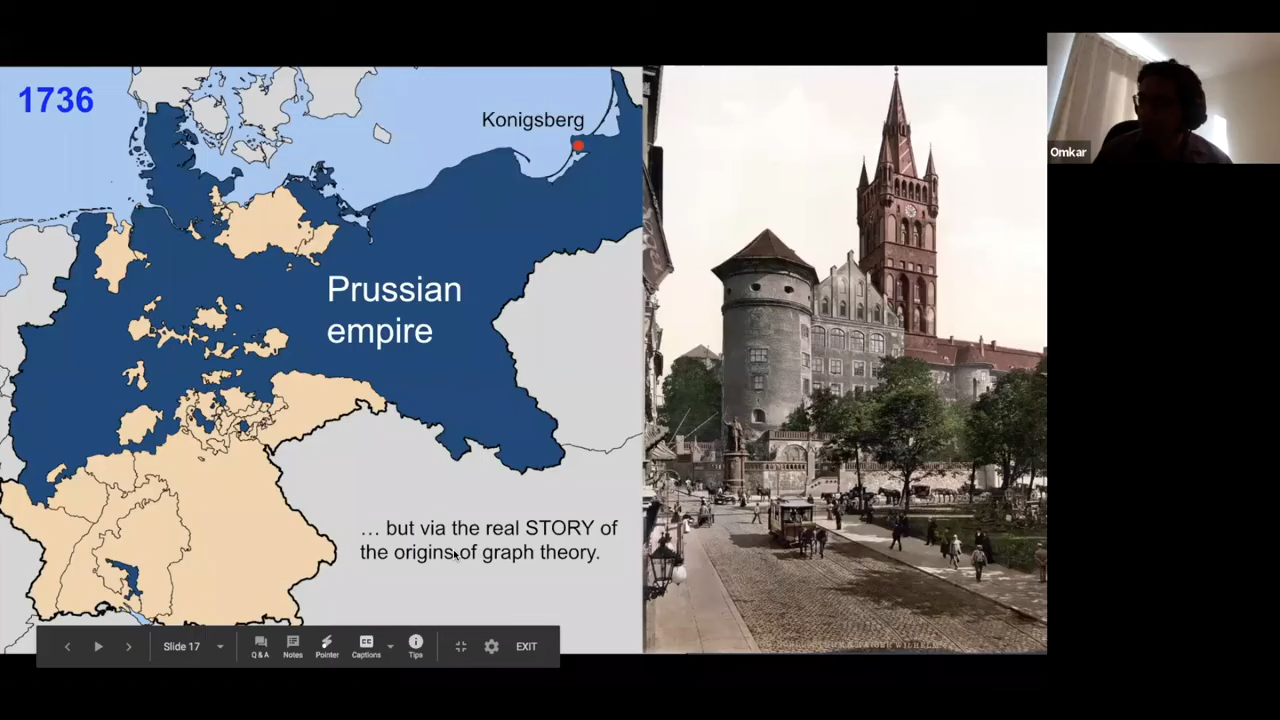 1736
Konigsberg
Prussian
empire
… but via the real STORY of
the origins of graph theory.
Omkar
Slide 17
Q & A
Notes
Pointer
Captions
Tips
EXIT